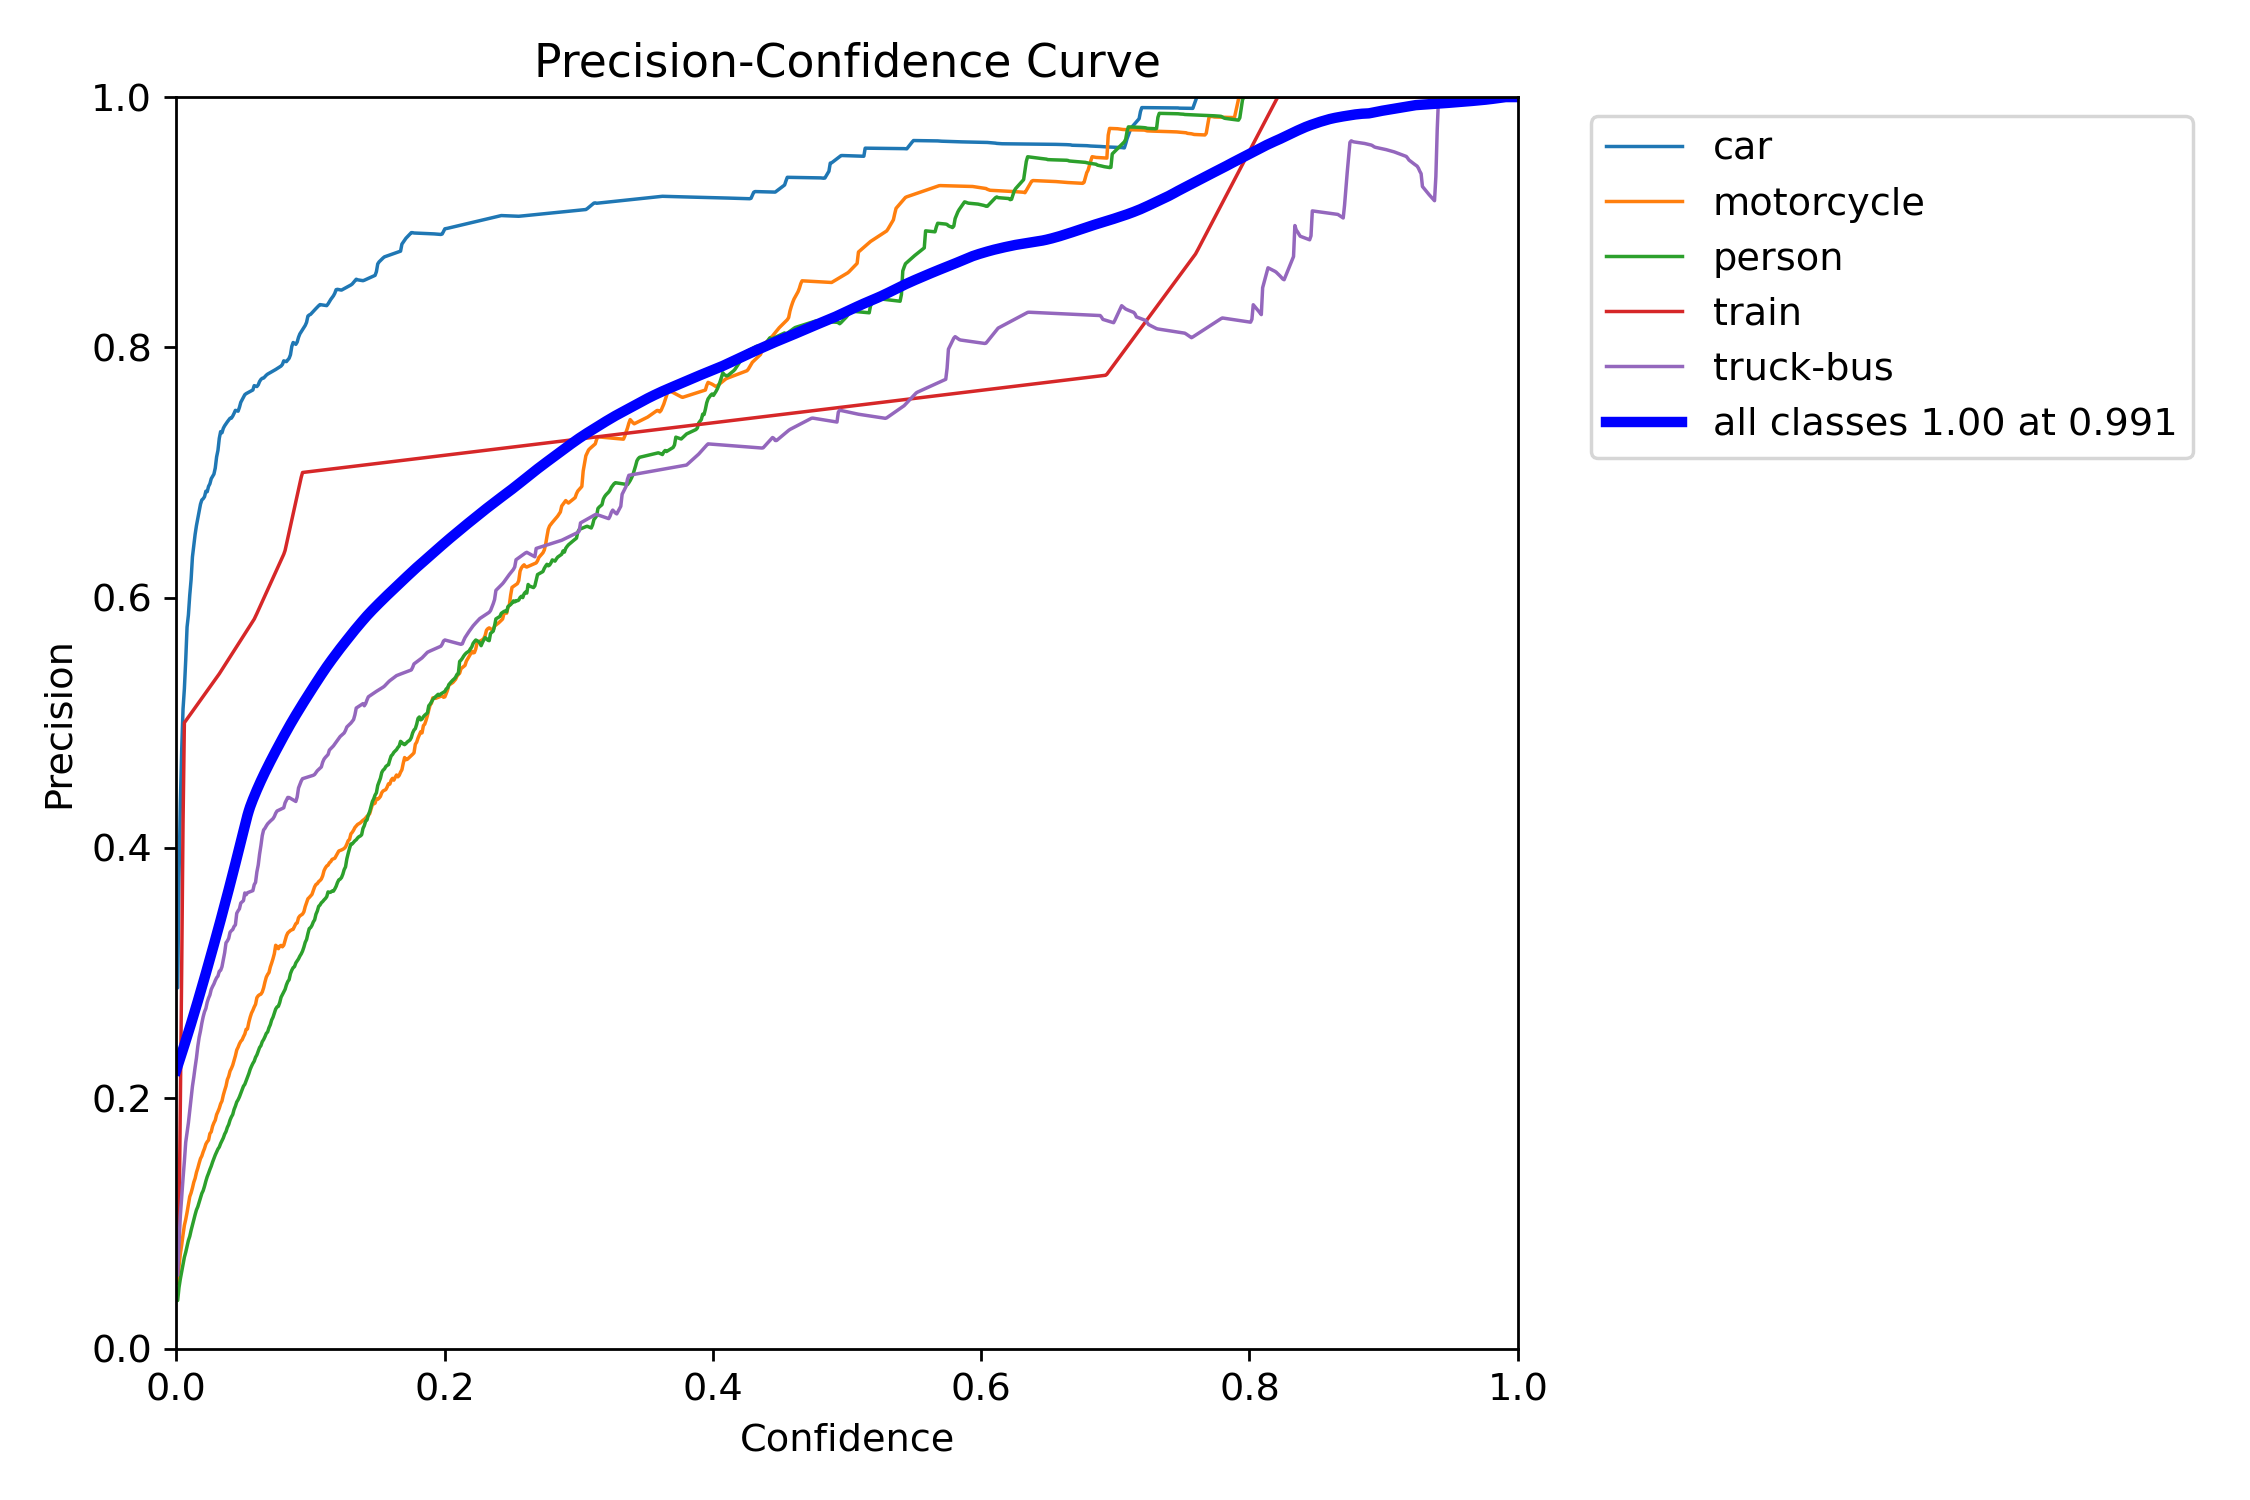 Precision-Confidence Curve
1.0
0.8
0.6
0.4
0.2
0.0
Precision
0.0 0.2 0.4 0.6 0.8 1.0
Confidence
car
motorcycle
person
train
truck-bus
all classes 1.00 at 0.991